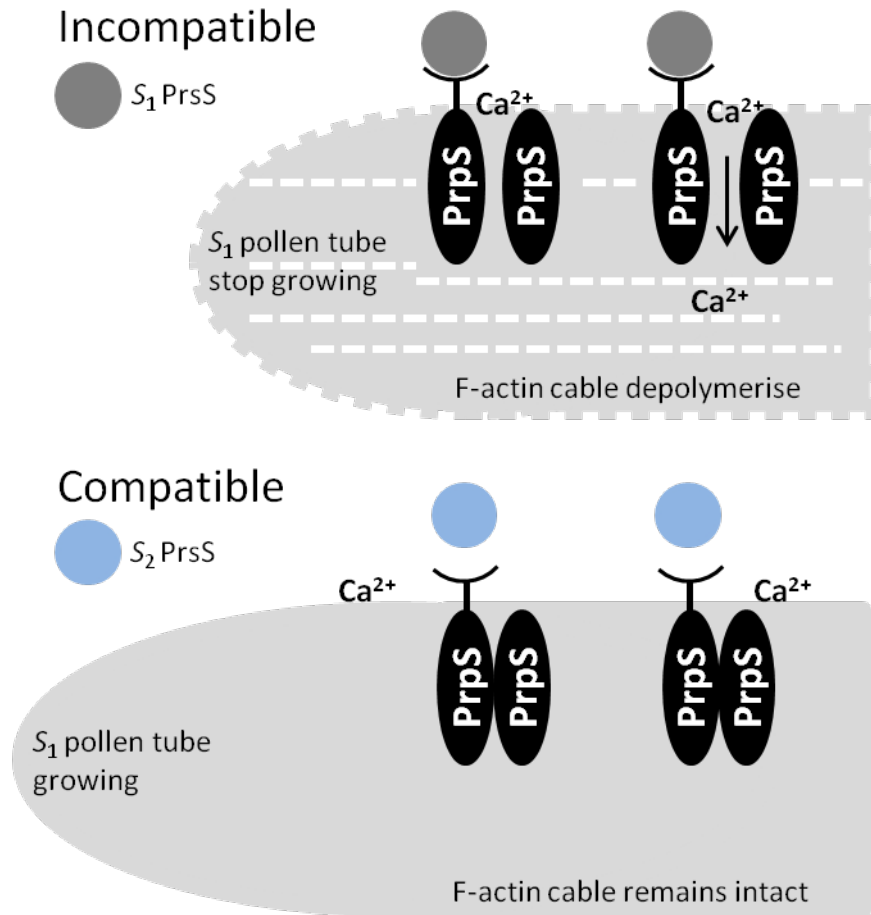 Incompatible
S₁ PrsS
Ca²⁺
Ca²⁺
PrpS
PrpS
PrpS
PrpS
S₁ pollen tube
stop growing
Ca²⁺
F-actin cable depolymerise
Compatible
S₂ PrsS
Ca²⁺
Ca²⁺
PrpS
PrpS
PrpS
PrpS
S₁ pollen tube
growing
F-actin cable remains intact